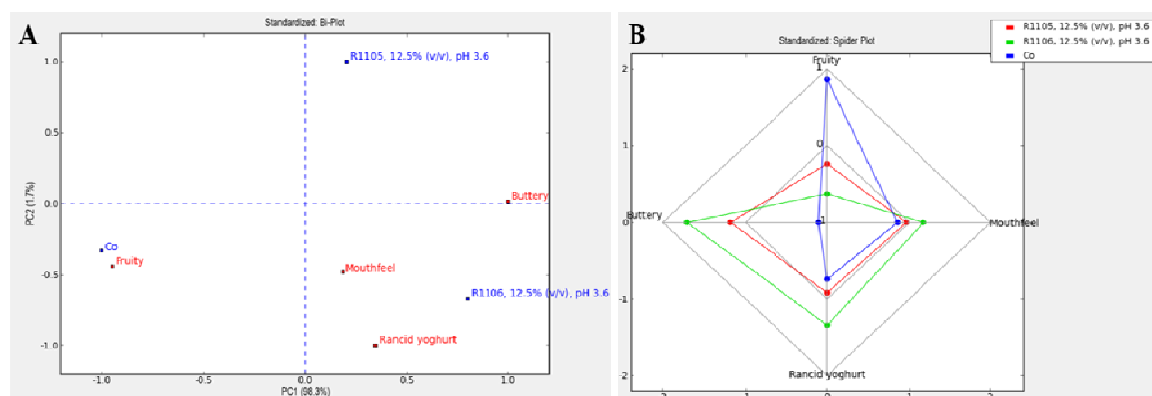 A
Standardized: Bi-Plot
R1105, 12.5% (v/v), pH 3.6
Buttery
Co
Fruity
Mouthfeel
R1106, 12.5% (v/v), pH 3.6
Rancid yoghurt
1.0
0.5
0.0
-0.5
-1.0
PC2 (1.7%)
-1.0
-0.5
0.0
0.5
1.0
PC1 (98.3%)
B
Standardized: Spider Plot
R1105, 12.5% (v/v), pH 3.6
R1106, 12.5% (v/v), pH 3.6
Co
Fruity
1
0
-1
Buttery
Mouthfeel
Rancid yoghurt
2
1
0
-1
-2